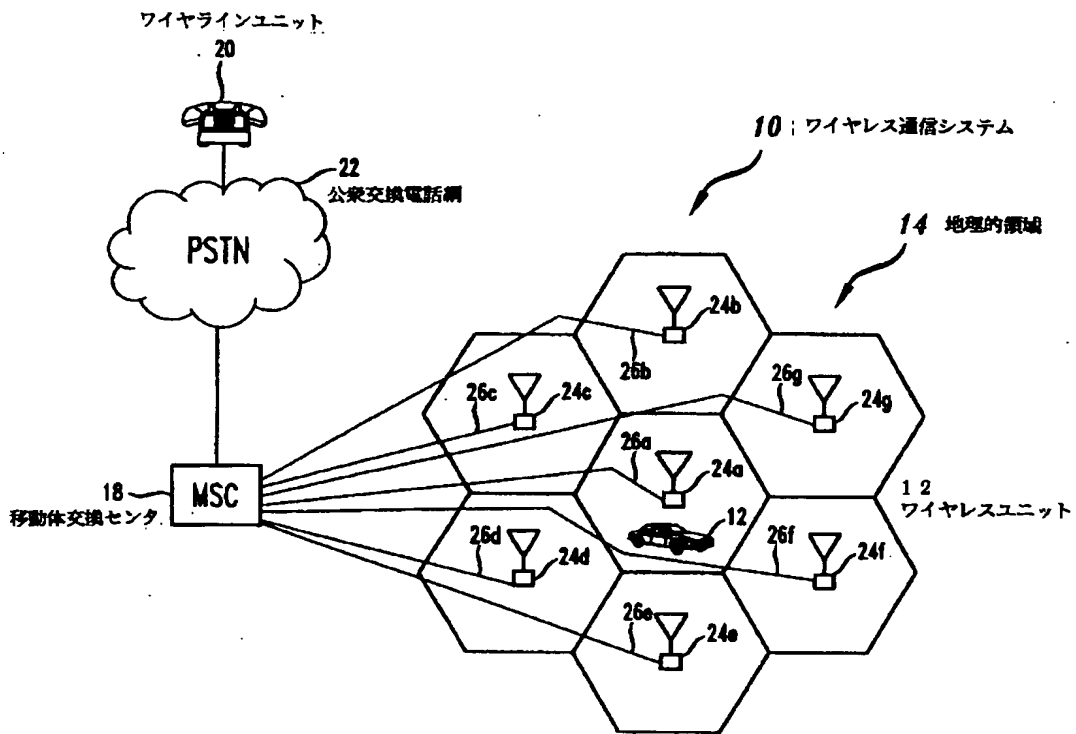 ワイヤラインユニット
20
10 ; ワイヤレス通信システム
22
公衆交換電話網
PSTN
14 地理的領域
24b
26b
26c
24c
26g
24g
26a
24a
18
MSC
移動体交換センタ
12
ワイヤレスユニット
12
26d
24d
26f
24f
26e
24e